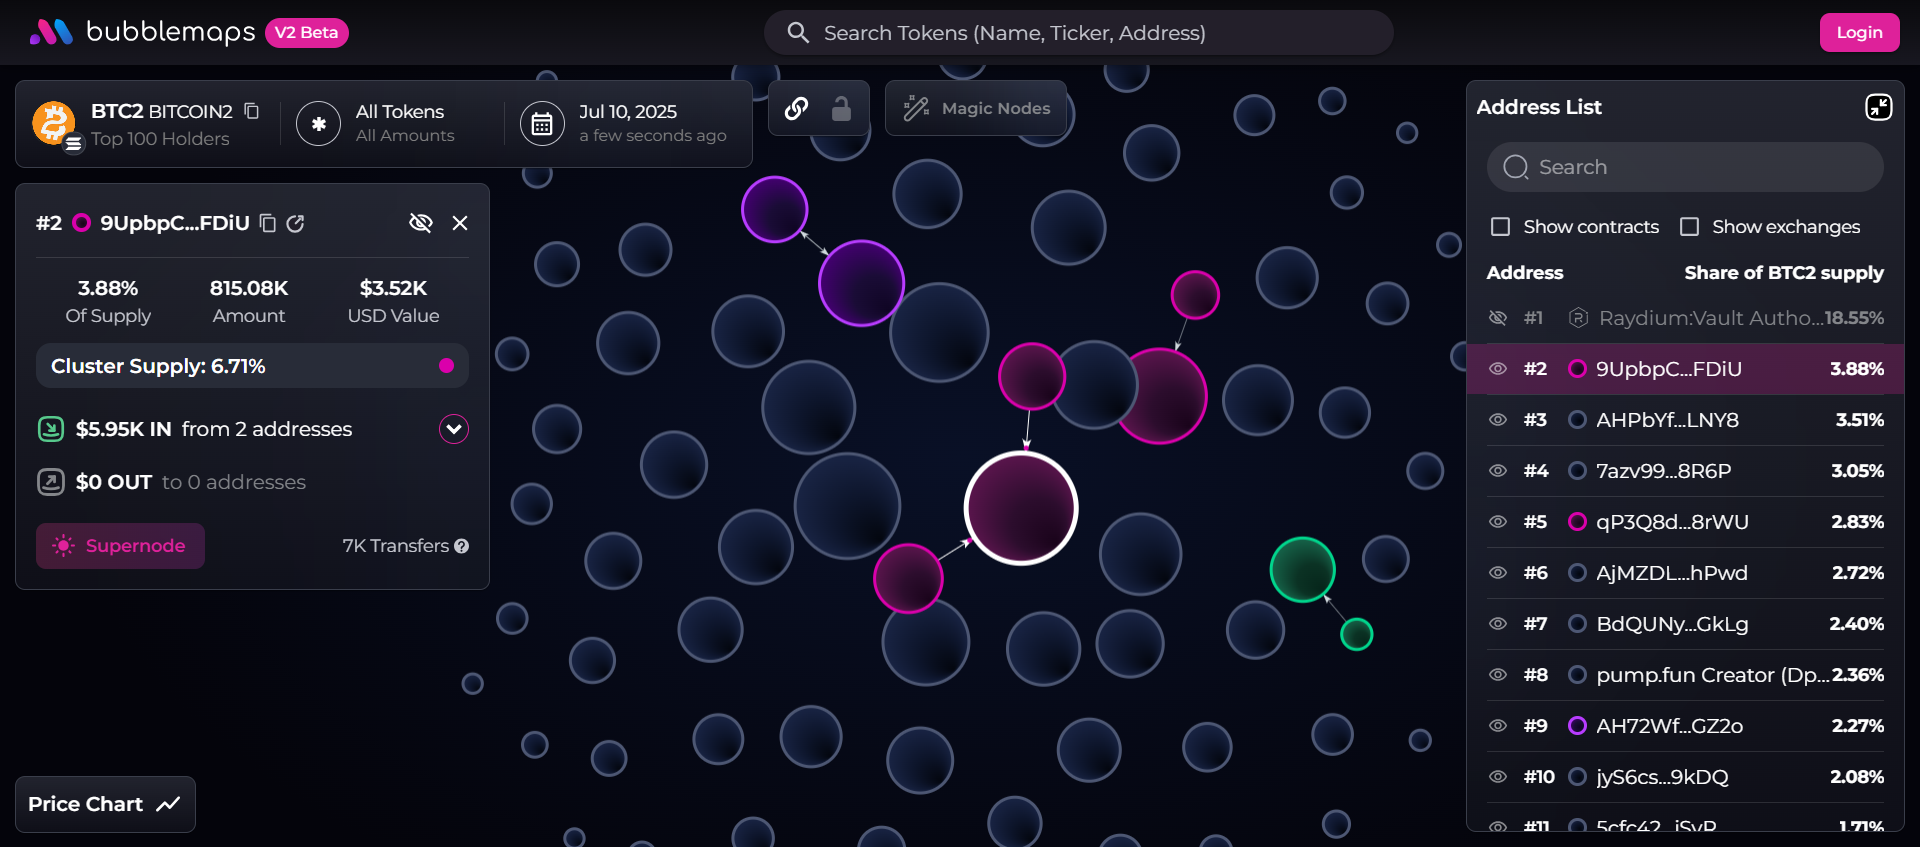 bubblemaps V2 Beta
Search Tokens (Name, Ticker, Address)
Login
BTC2 BITCOIN2
Top 100 Holders
All Tokens
All Amounts
Jul 10, 2025
a few seconds ago
Magic Nodes
#2 9UpbpC...FDiU
3.88% 815.08K $3.52K
Of Supply Amount USD Value
Cluster Supply: 6.71%
$5.95K IN from 2 addresses
$0 OUT to 0 addresses
Supernode 7K Transfers ?
Price Chart
Address List
Search
Show contracts Show exchanges
Address Share of BTC2 supply
#1 Raydium:Vault Autho...18.55%
#2 9UpbpC...FDiU 3.88%
#3 AHPbYf...LNY8 3.51%
#4 7azv99...8R6P 3.05%
#5 qP3Q8d...8rWU 2.83%
#6 AjMZDL...hPwd 2.72%
#7 BdQUNy...GkLg 2.40%
#8 pump.fun Creator (Dp... 2.36%
#9 AH72Wf...GZ2o 2.27%
#10 jyS6cs...9kDQ 2.08%
#11 1.71%